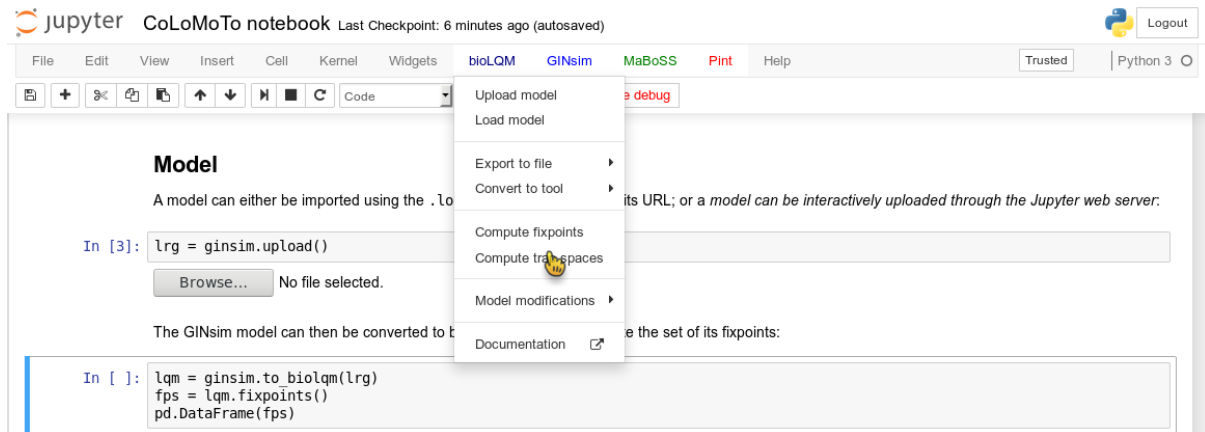 jupyter CoLoMoTo notebook Last Checkpoint: 6 minutes ago (autosaved) Logout
File Edit View Insert Cell Kernel Widgets bioLQM GINsim MaBoSS Pint Help Trusted Python 3
Code debug
Upload model
Load model
Export to file
Convert to tool
Compute fixpoints
Compute spaces
Model modifications
Documentation
Model
A model can either be imported using the .lo its URL; or a model can be interactively uploaded through the Jupyter web server:
In [3]: lrg = ginsim.upload()
Browse... No file selected.
The GINsim model can then be converted to the set of its fixpoints:
In [ ]: lqm = ginsim.to_biolqm(lrg)
fps = lqm.fixpoints()
pd.DataFrame(fps)